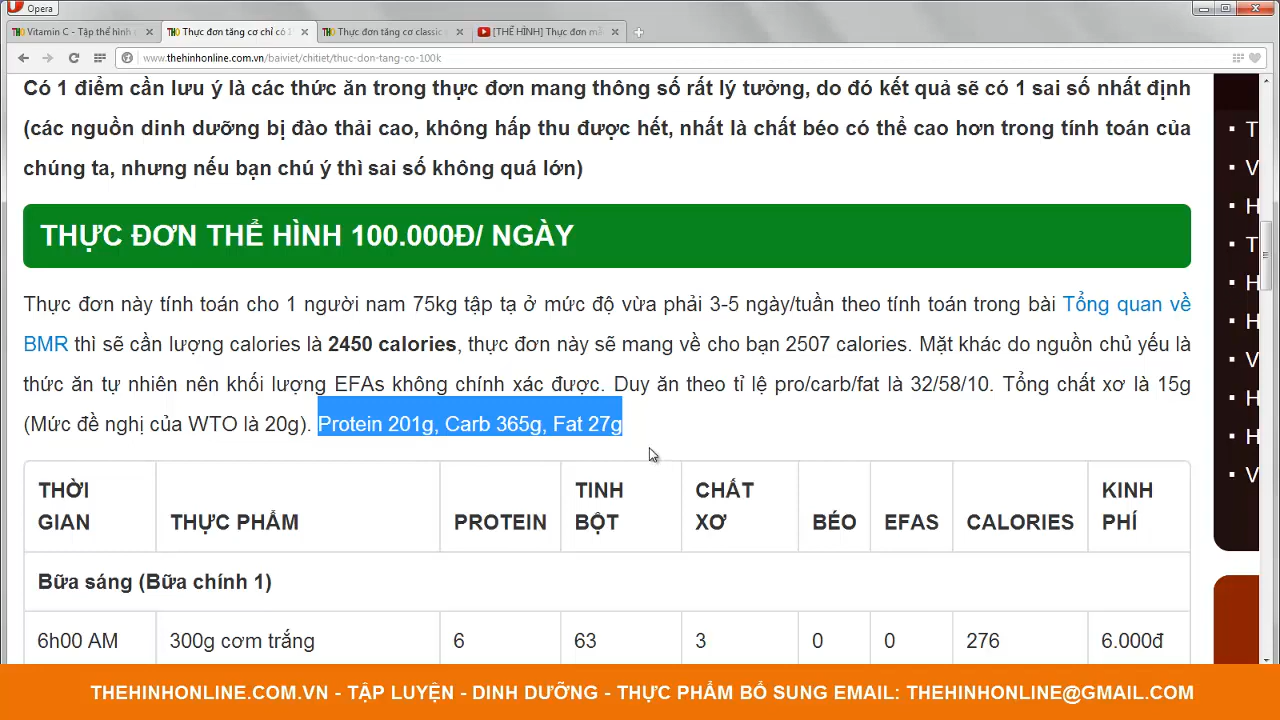 Opera
Vitamin C - Tập thể hình
Thực đơn tăng cơ chỉ có 1
Thực đơn tăng cơ classic
[THỂ HÌNH] Thực đơn m
www.thehinhonline.com.vn/baiviet/chitiet/thuc-don-tang-co-100k
Có 1 điểm cần lưu ý là các thức ăn trong thực đơn mang thông số rất lý tưởng, do đó kết quả sẽ có 1 sai số nhất định
(các nguồn dinh dưỡng bị đào thải cao, không hấp thu được hết, nhất là chất béo có thể cao hơn trong tính toán của
chúng ta, nhưng nếu bạn chú ý thì sai số không quá lớn)
THỰC ĐƠN THỂ HÌNH 100.000Đ/ NGÀY
Thực đơn này tính toán cho 1 người nam 75kg tập tạ ở mức độ vừa phải 3-5 ngày/tuần theo tính toán trong bài Tổng quan về
BMR thì sẽ cần lượng calories là 2450 calories, thực đơn này sẽ mang về cho bạn 2507 calories. Mặt khác do nguồn chủ yếu là
thức ăn tự nhiên nên khối lượng EFAs không chính xác được. Duy ăn theo tỉ lệ pro/carb/fat là 32/58/10. Tổng chất xơ là 15g
(Mức đề nghị của WTO là 20g). Protein 201g, Carb 365g, Fat 27g
THỜI GIAN THỰC PHẨM PROTEIN TINH BỘT CHẤT XƠ BÉO EFAS CALORIES KINH PHÍ
Bữa sáng (Bữa chính 1)
6h00 AM 300g cơm trắng 6 63 3 0 0 276 6.000đ
T
V
H
T
H
H
V
H
H
V
THEHINHONLINE.COM.VN - TẬP LUYỆN - DINH DƯỠNG - THỰC PHẨM BỔ SUNG EMAIL: THEHINHONLINE@GMAIL.COM